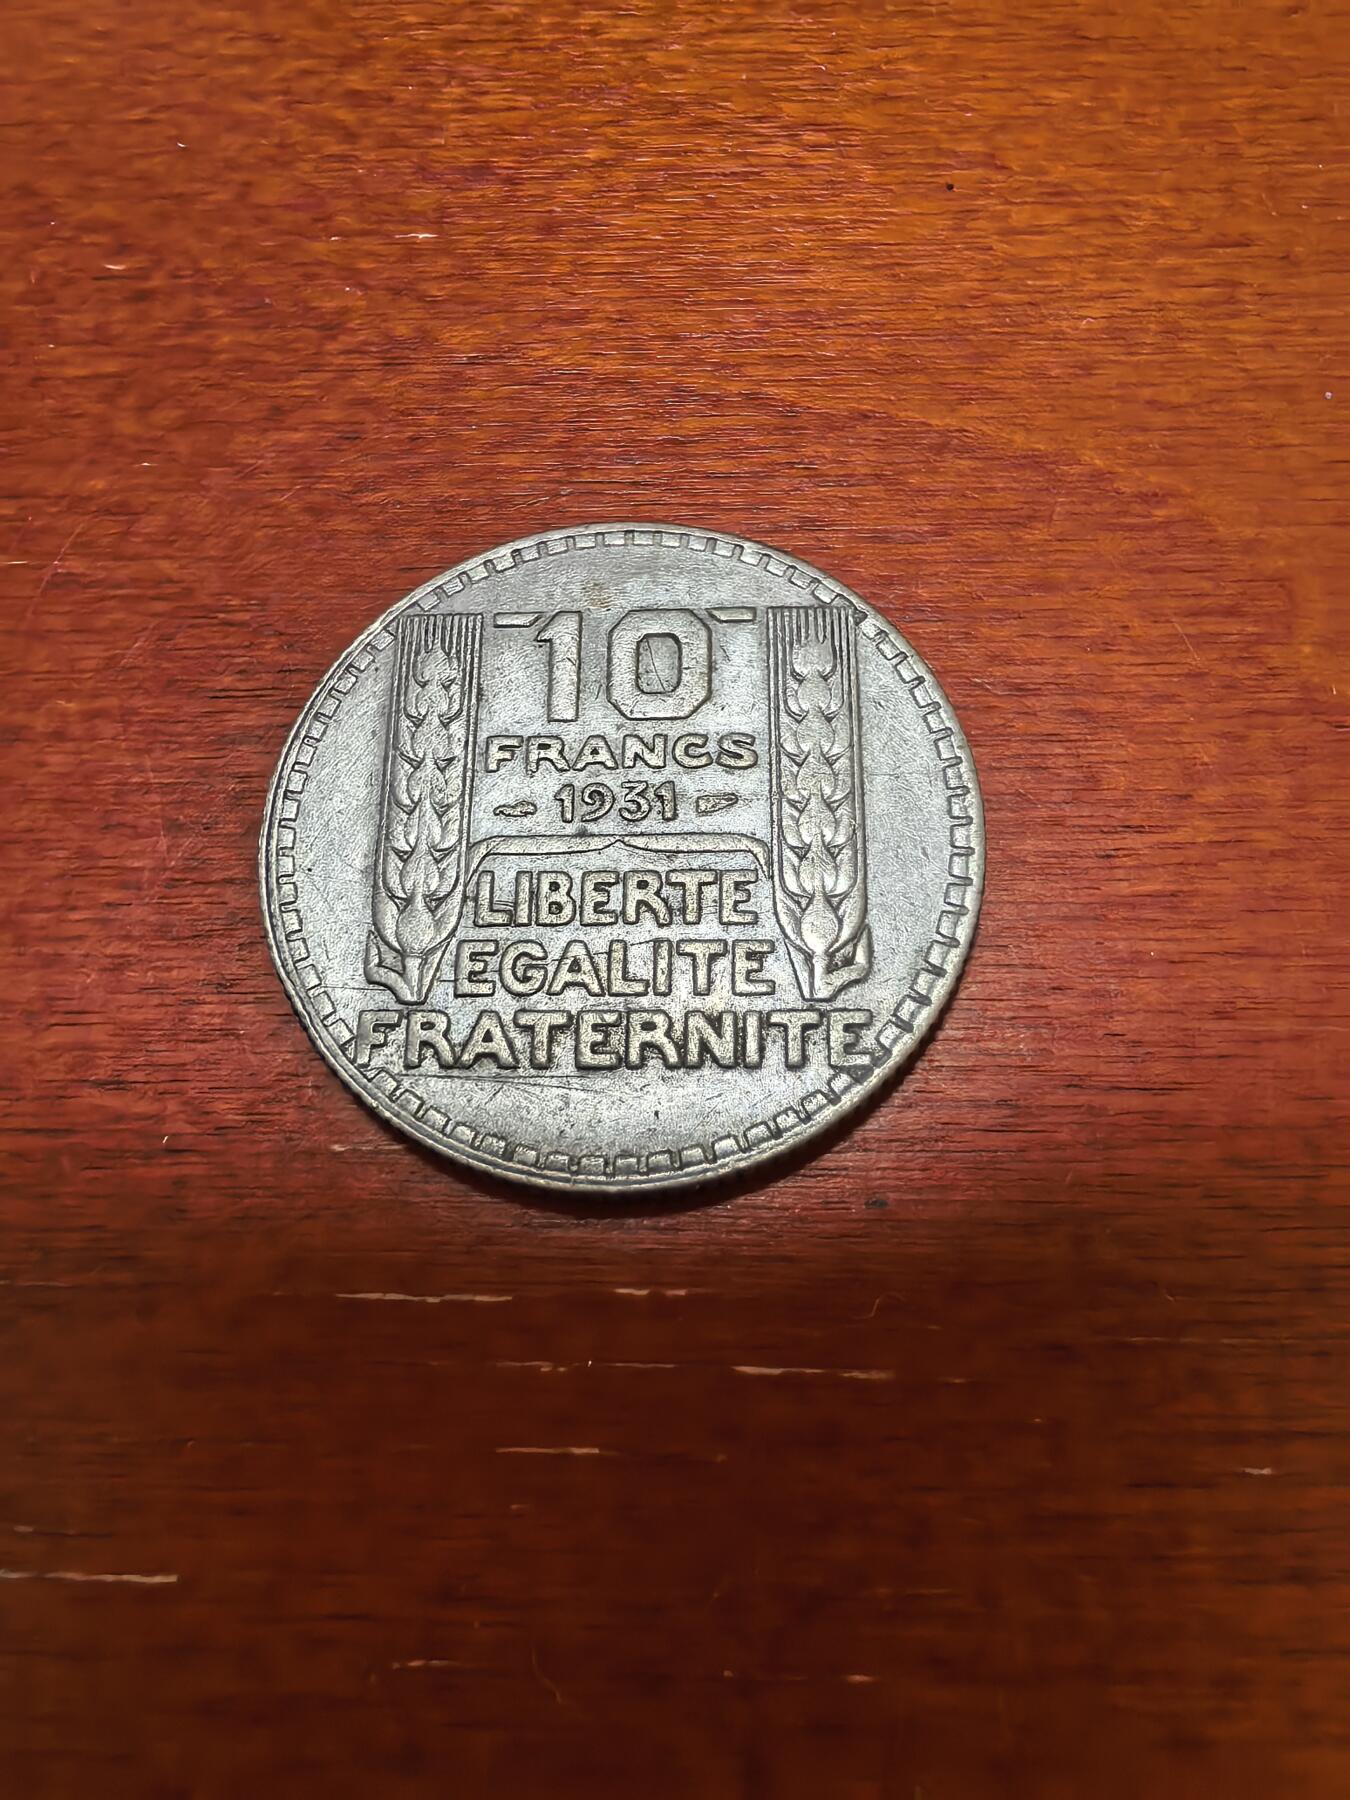 10
FRANCS
1931
LIBERTE
EGALITE
FRATERNITE